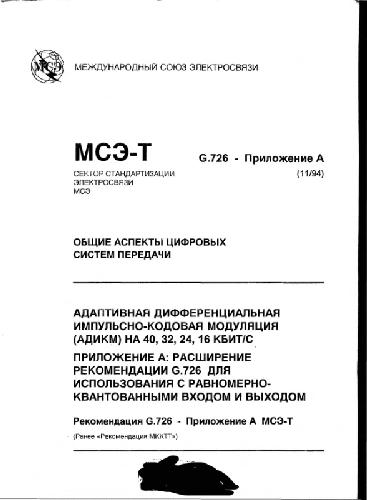 МЕЖДУНАРОДНЫЙ СОЮЗ ЭЛЕКТРОСВЯЗИ
МСЭ-Т
G.726 - Приложение A
СЕКТОР СТАНДАРТИЗАЦИИ
ЭЛЕКТРОСВЯЗИ
МСЭ
(11/94)
ОБЩИЕ АСПЕКТЫ ЦИФРОВЫХ
СИСТЕМ ПЕРЕДАЧИ
АДАПТИВНАЯ ДИФФЕРЕНЦИАЛЬНАЯ
ИМПУЛЬСНО-КОДОВАЯ МОДУЛЯЦИЯ
(АДИКМ) НА 40, 32, 24, 16 КБИТ/С
ПРИЛОЖЕНИЕ А: РАСШИРЕНИЕ
РЕКОМЕНДАЦИИ G.726 ДЛЯ
ИСПОЛЬЗОВАНИЯ С РАВНОМЕРНО-
КВАНТОВАННЫМИ ВХОДОМ И ВЫХОДОМ
Рекомендация G.726 - Приложение А МСЭ-Т
(Ранее «Рекомендация МККТТ»)